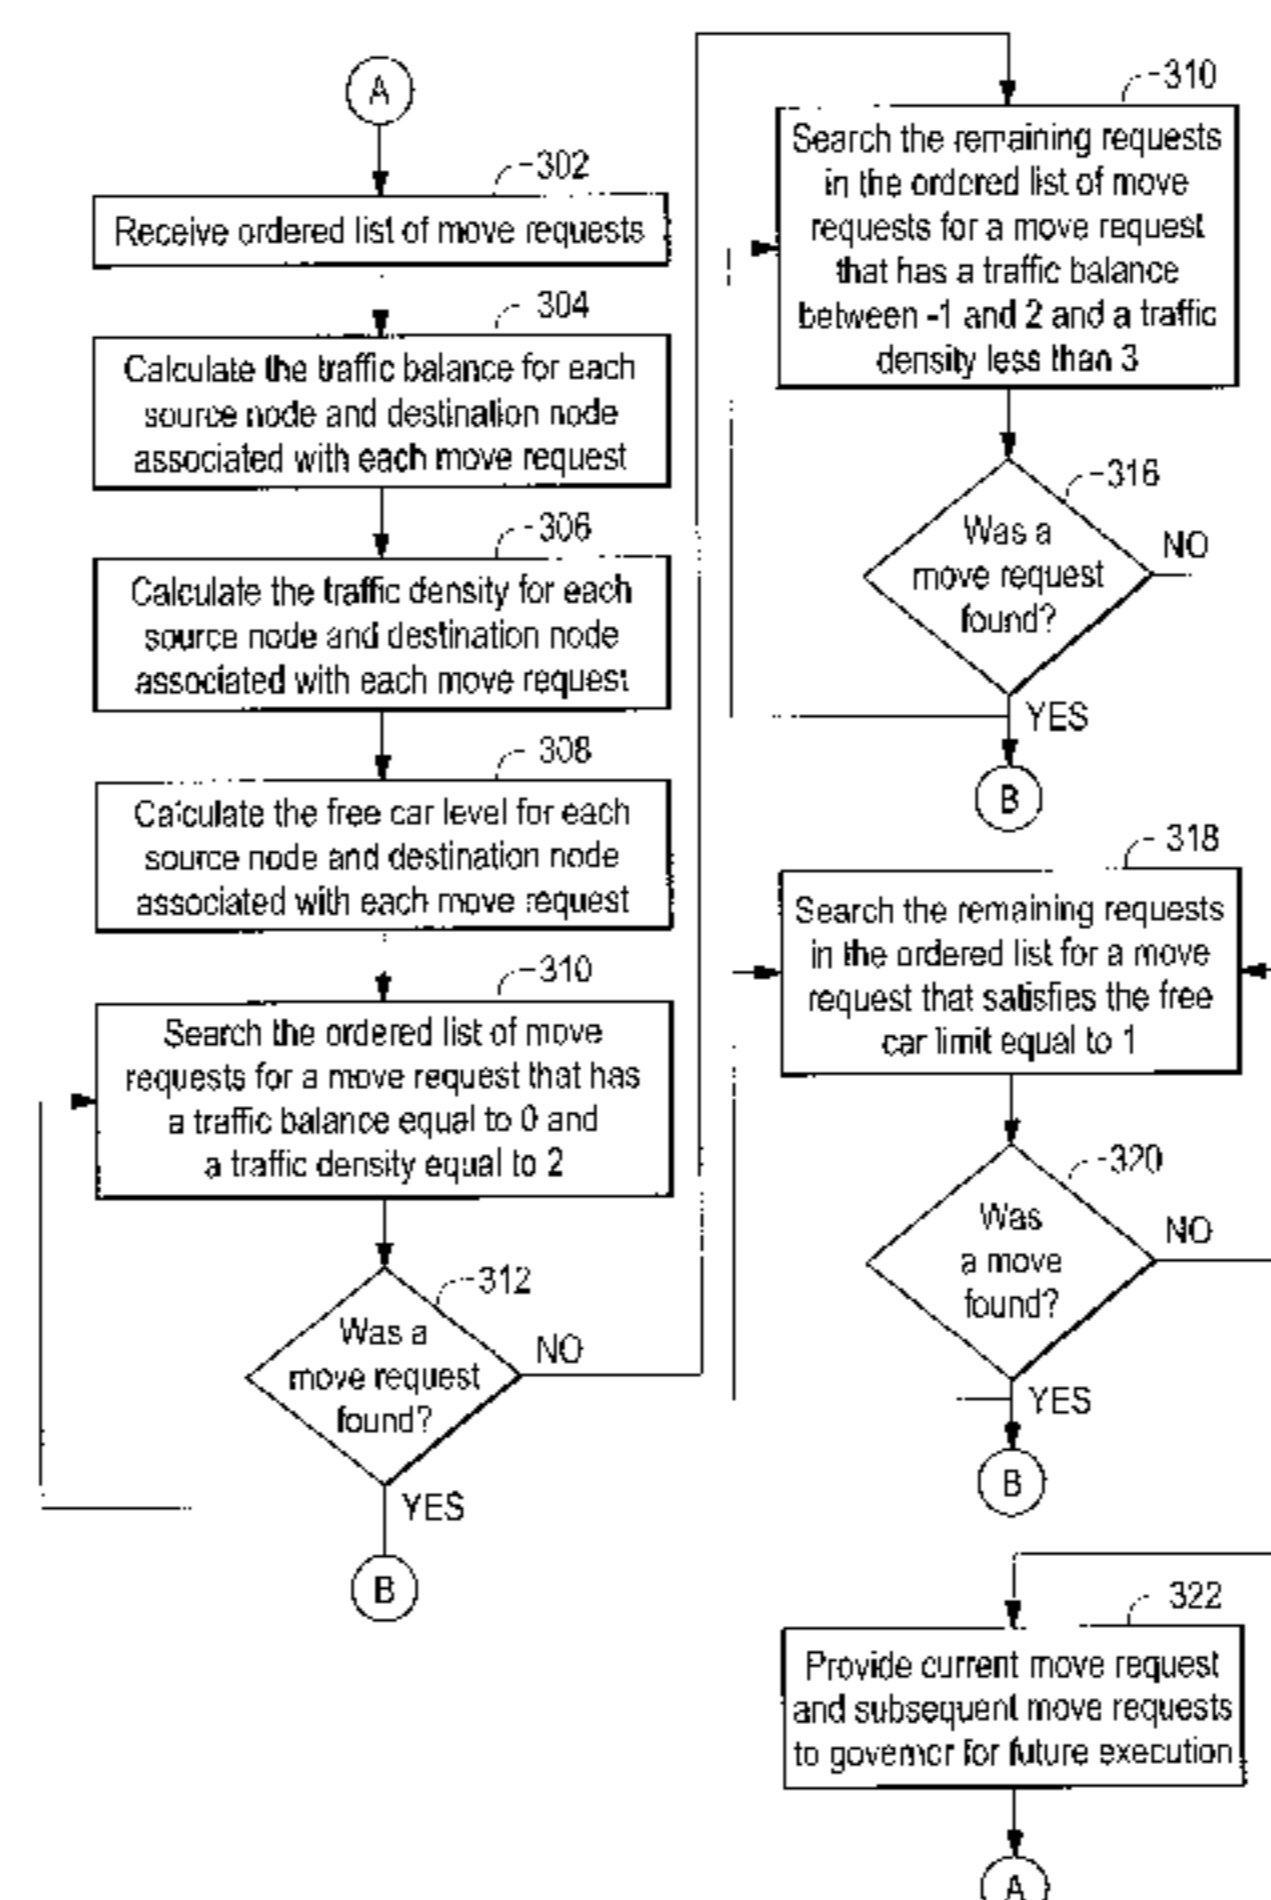 A
302
Receive ordered list of move requests
304
Calculate the traffic balance for each
source node and destination node
associated with each move request
306
Calculate the traffic density for each
source node and destination node
associated with each move request
308
Calculate the free car level for each
source node and destination node
associated with each move request
310
Search the ordered list of move
requests for a move request that has
a traffic balance equal to 0 and
a traffic density equal to 2
312
Was a
move request
found?
NO
YES
B
310
Search the remaining requests
in the ordered list of move
requests for a move request
that has a traffic balance
between -1 and 2 and a traffic
density less than 3
316
Was a
move request
found?
NO
YES
B
318
Search the remaining requests
in the ordered list for a move
request that satisfies the free
car limit equal to 1
320
Was
a move
found?
NO
YES
B
322
Provide current move request
and subsequent move requests
to governor for future execution
A